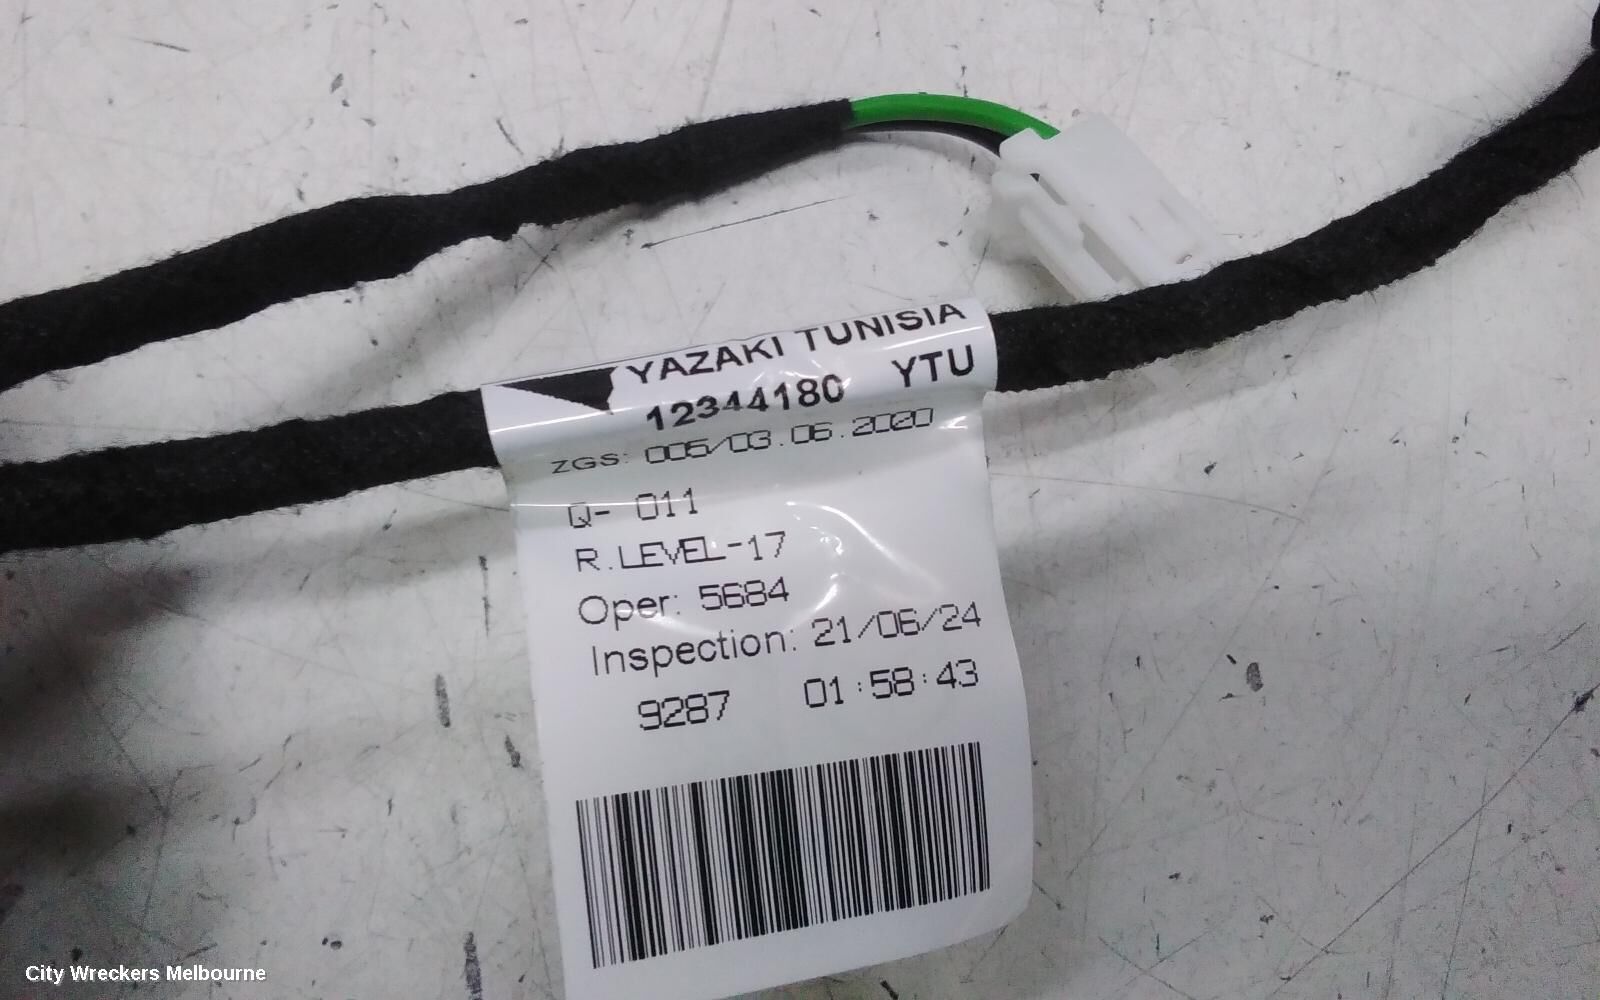 YAZAKI TUNISIA
12344180 YTU
ZGS: 005/03.06.2020
Q- 011
R.LEVEL-17
Oper: 5684
Inspection: 21/06/24
9287 01:58:43
City Wreckers Melbourne